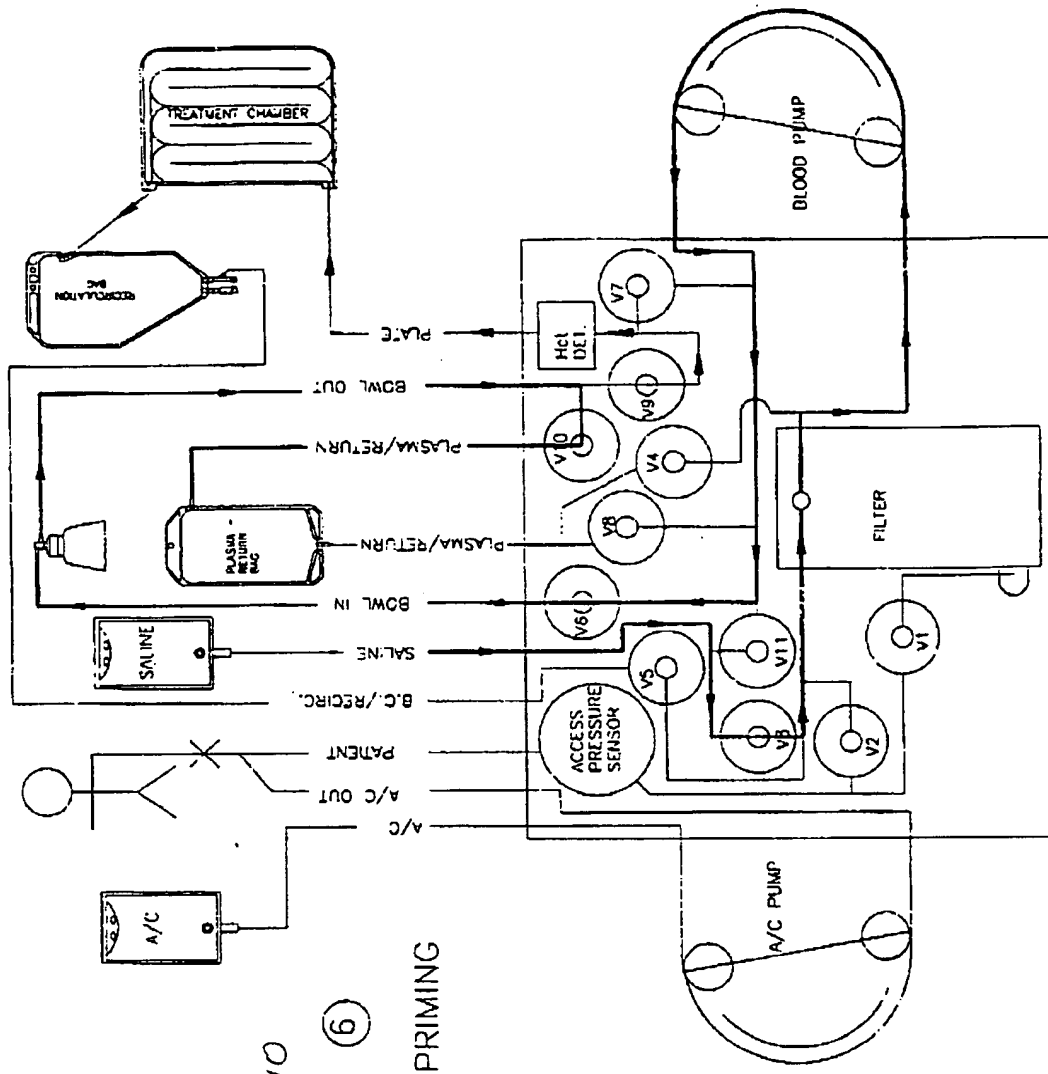 TREATMENT CHAMBER
RECIRCULATION
BAG
PLASMA
RETURN
BAG
SALINE
A/C
PLATE
BOWL OUT
PLASMA/RETURN
PLASMA/RETURN
BOWL IN
SALINE
B.C./RECIRC.
PATIENT
A/C OUT
A/C
6
PRIMING
Hct
DET.
V7
V9
V10
V4
V8
V6
V5
V11
V3
V2
V1
ACCESS
PRESSURE
SENSOR
FILTER
BLOOD PUMP
A/C PUMP